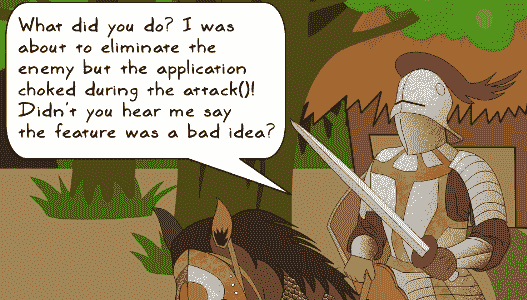 What did you do? I was
about to eliminate the
enemy but the application
choked during the attack()!
Didn't you hear me say
the feature was a bad idea?